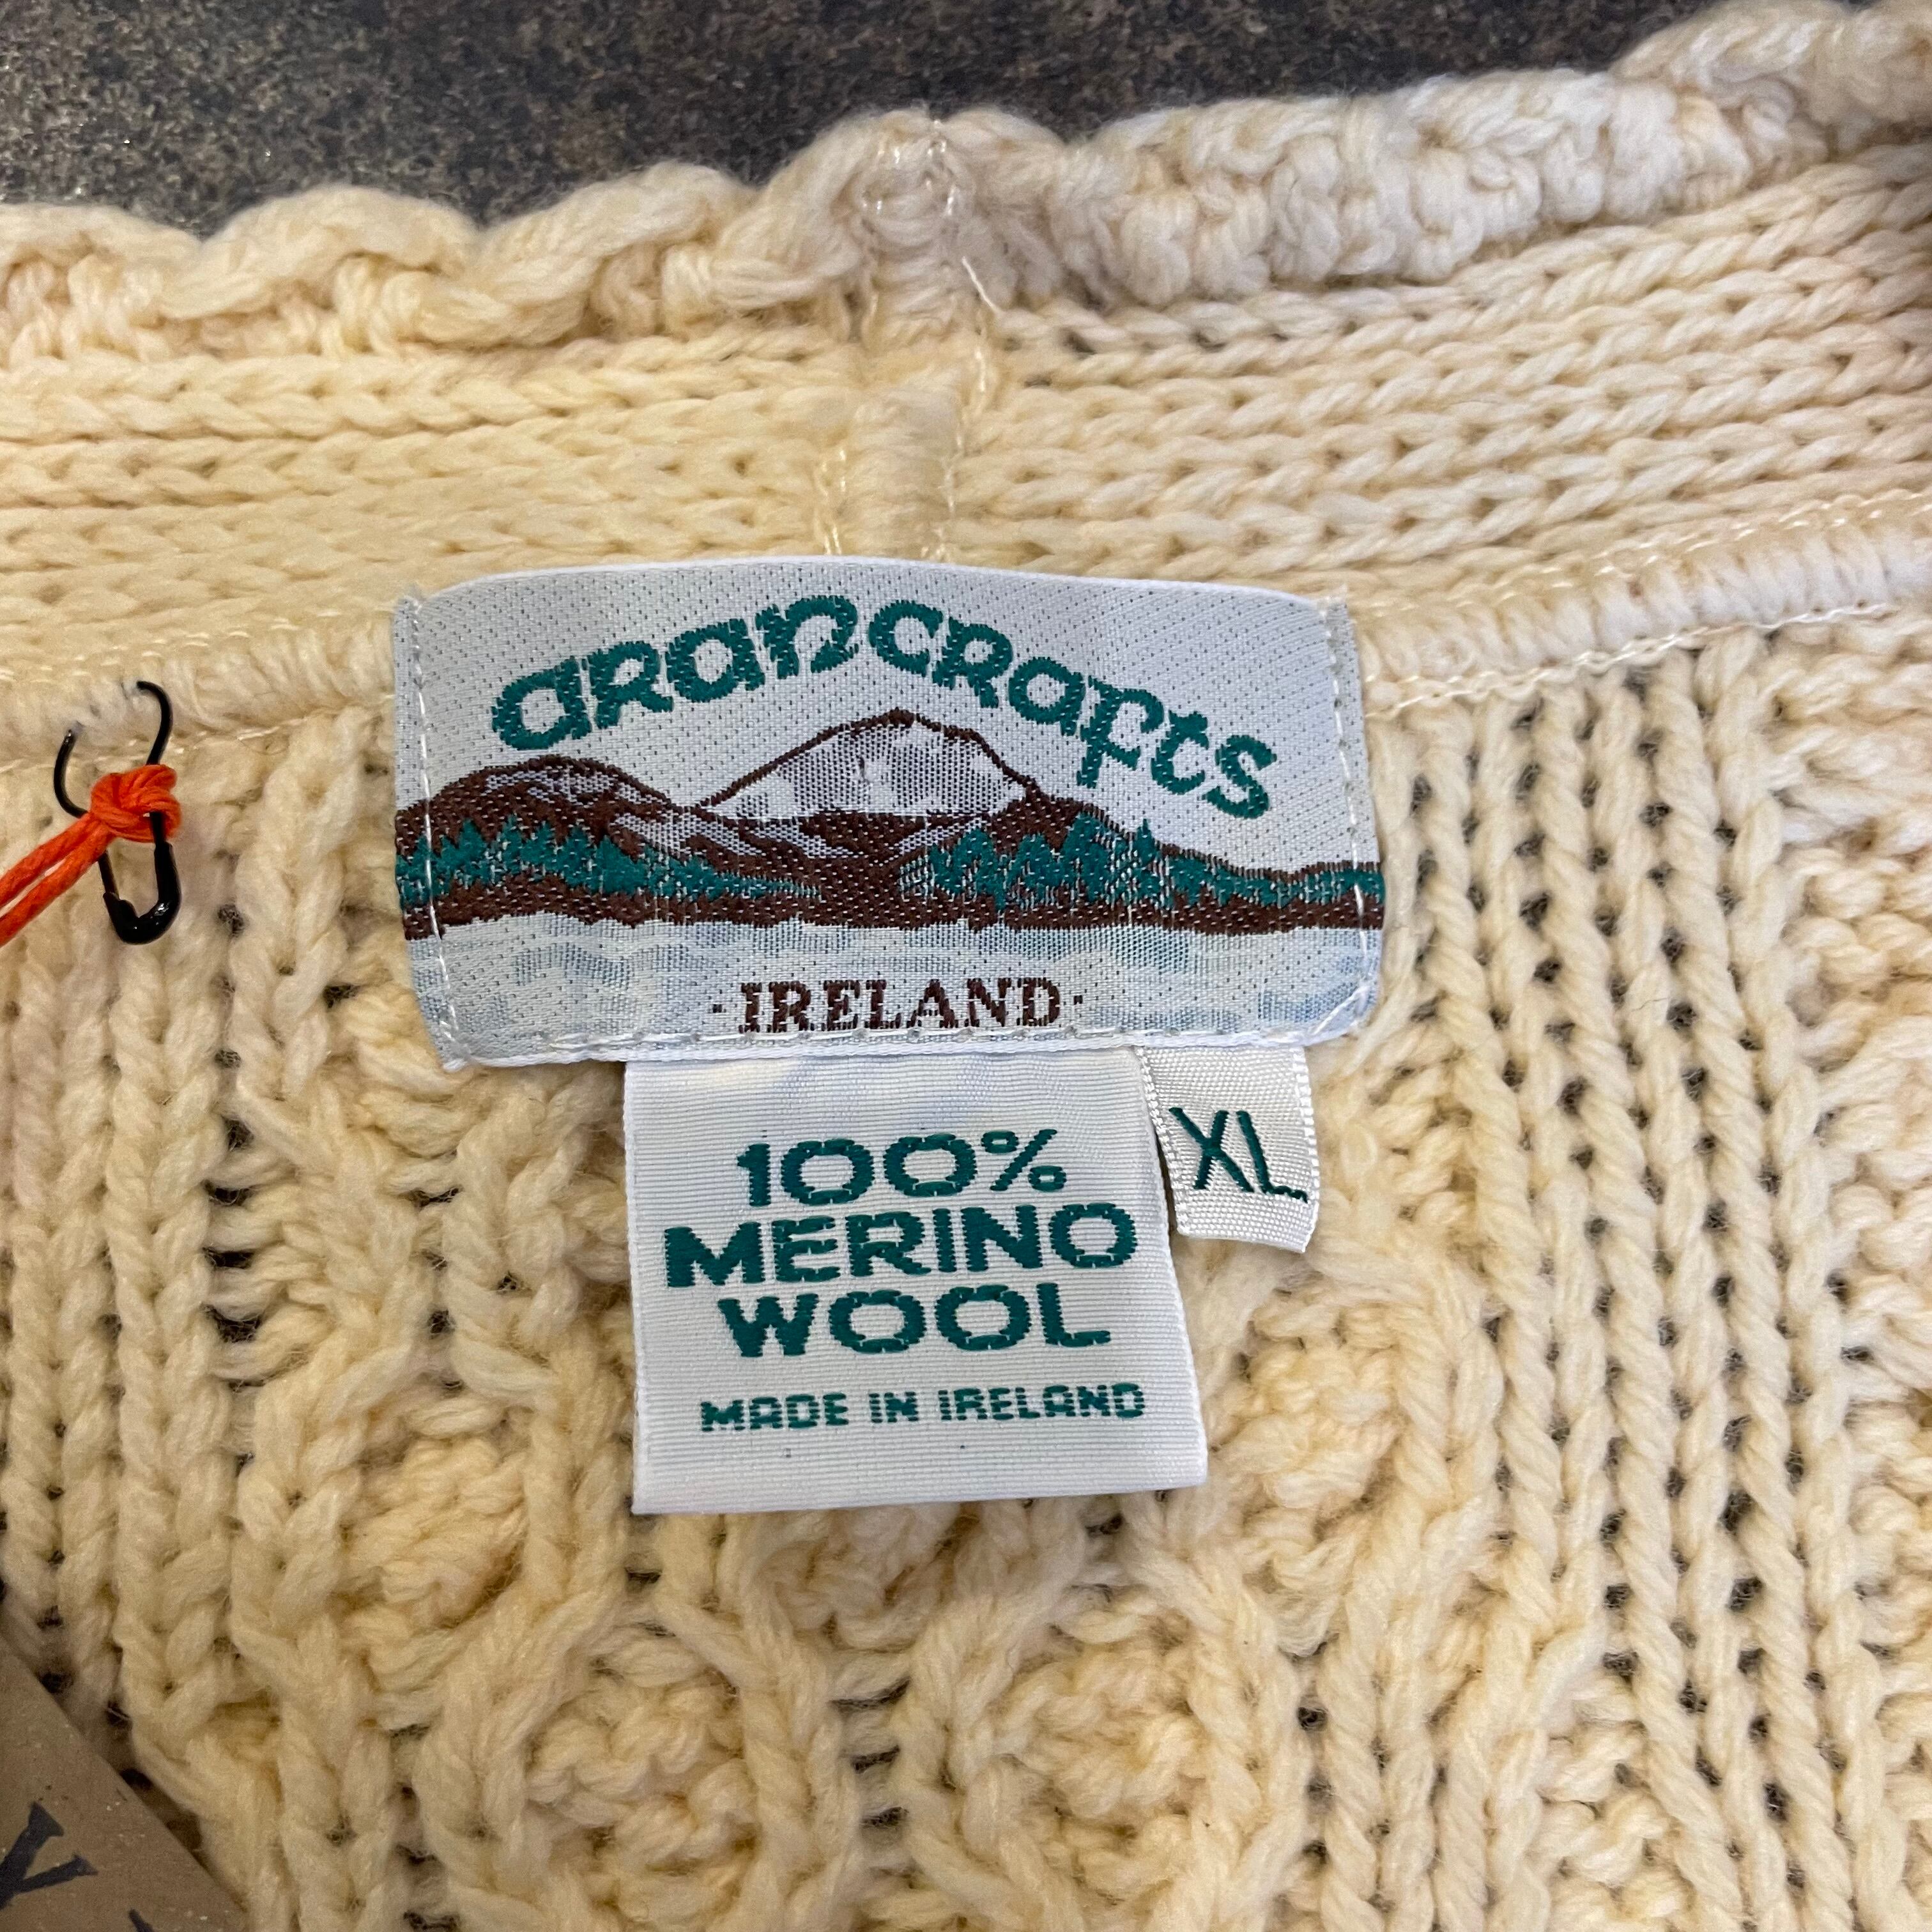 arancrafts
·IRELAND·
100%
MERINO
WOOL
MADE IN IRELAND
XL